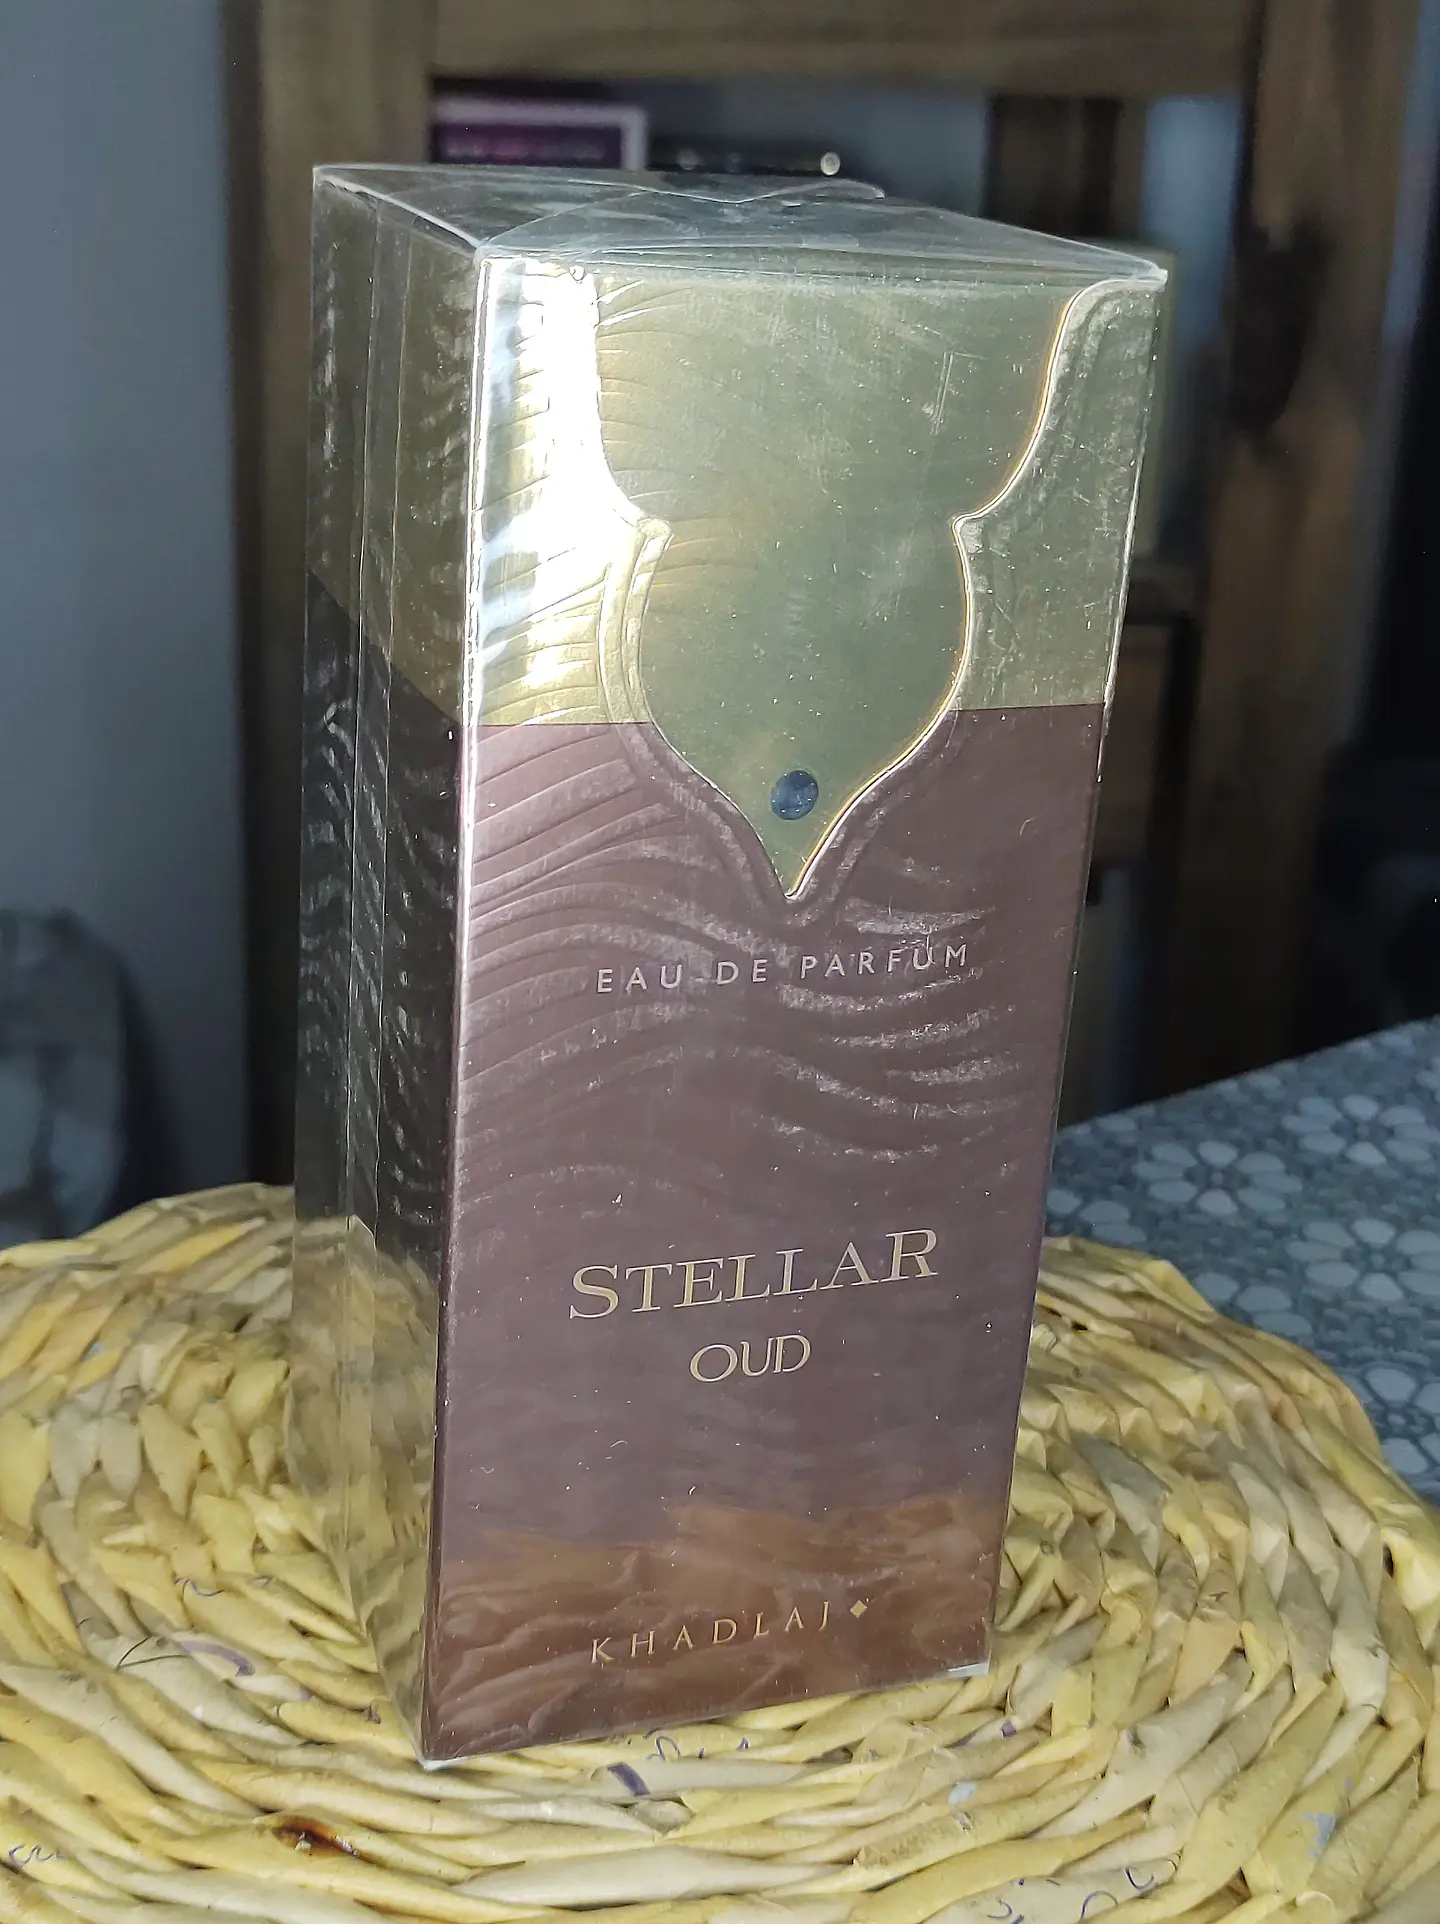 EAU DE PARFUM
STELLAR
OUD
KHADLAJ